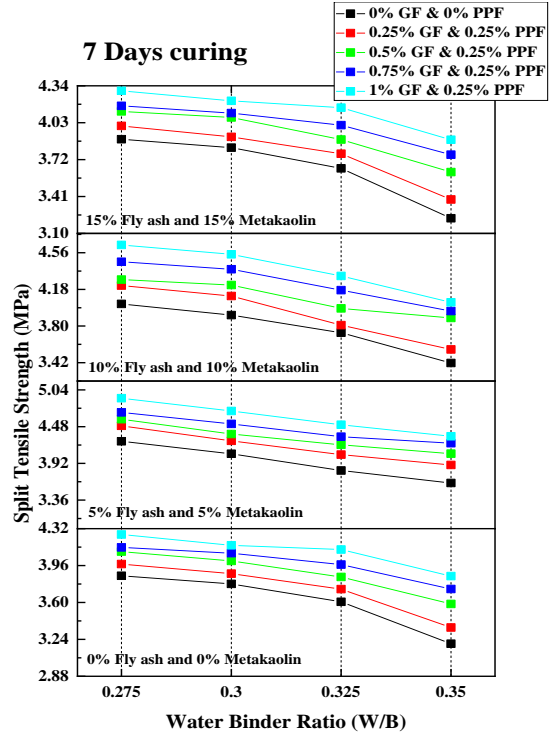 0% GF & 0% PPF
0.25% GF & 0.25% PPF
0.5% GF & 0.25% PPF
0.75% GF & 0.25% PPF
1% GF & 0.25% PPF
7 Days curing
Split Tensile Strength (MPa)
4.34
4.03
3.72
3.41
3.10
15% Fly ash and 15% Metakaolin
4.56
4.18
3.80
3.42
10% Fly ash and 10% Metakaolin
5.04
4.48
3.92
3.36
5% Fly ash and 5% Metakaolin
4.32
3.96
3.60
3.24
2.88
0% Fly ash and 0% Metakaolin
0.275 0.3 0.325 0.35
Water Binder Ratio (W/B)